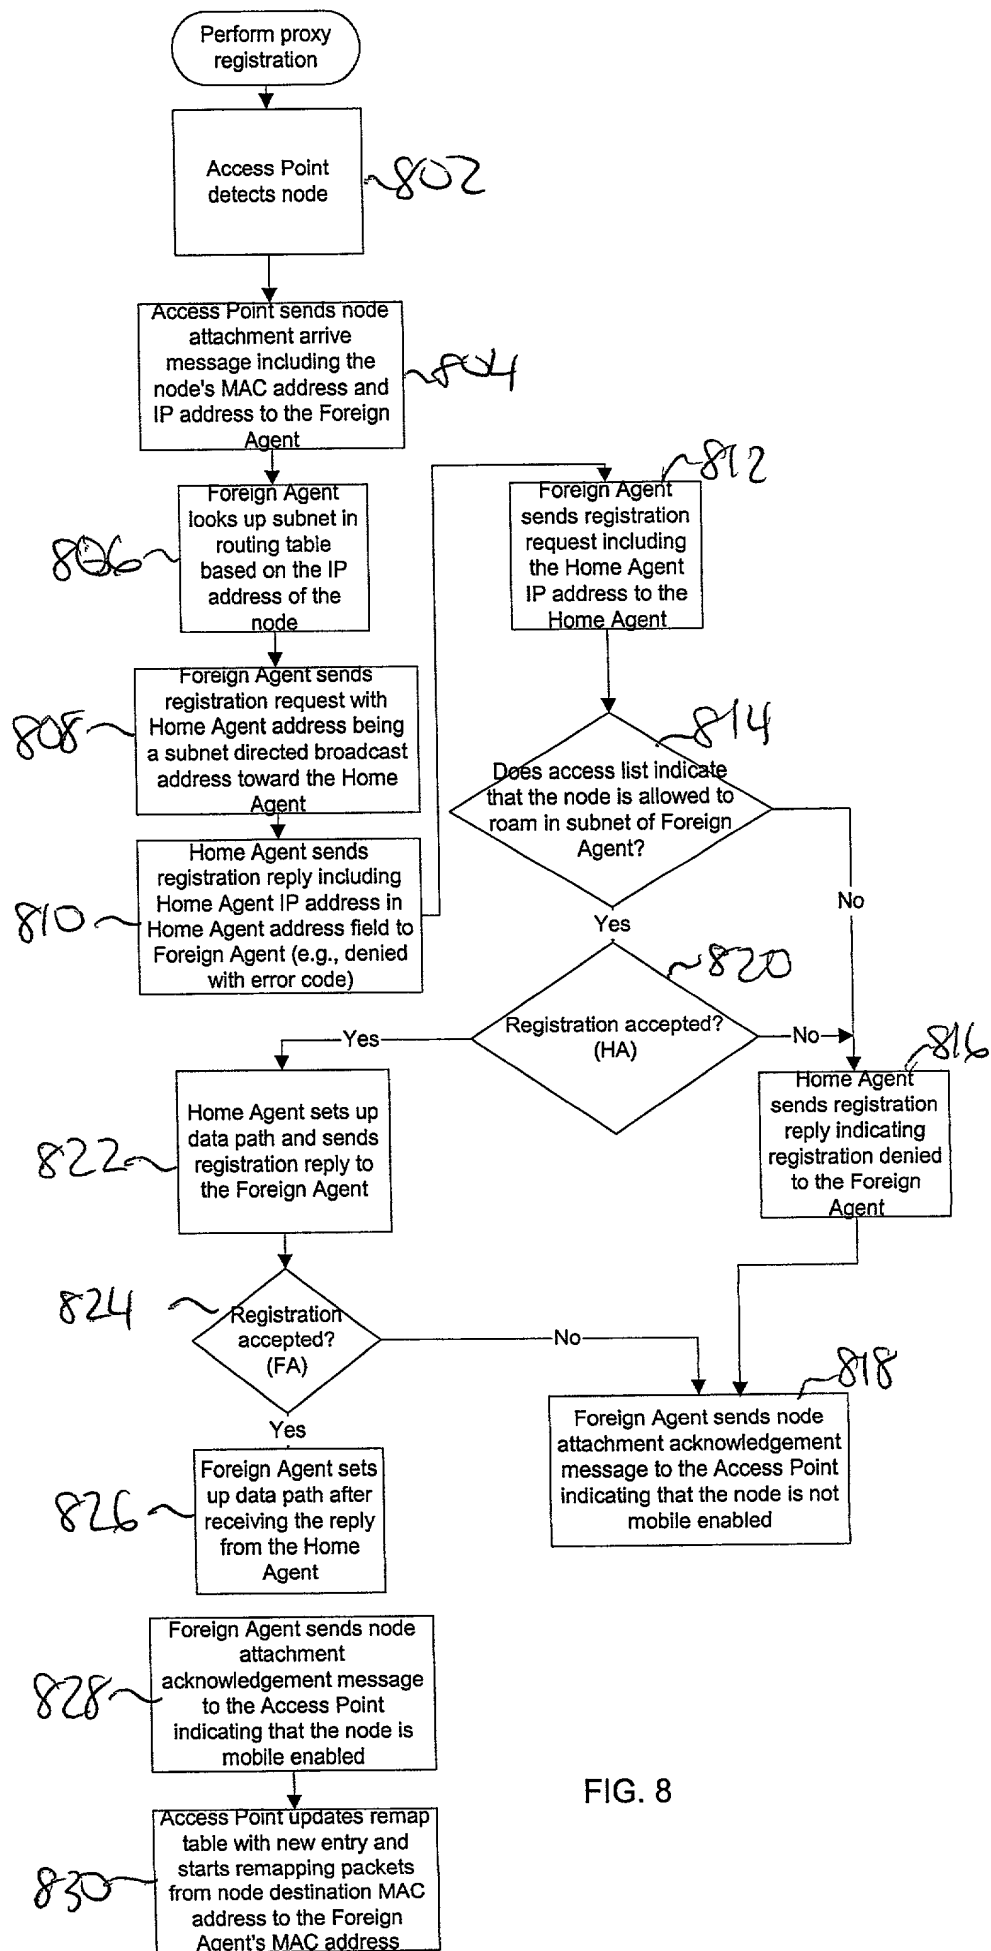 Perform proxy
registration
Access Point
detects node
802
Access Point sends node
attachment arrive
message including the
node's MAC address and
IP address to the Foreign
Agent
804
Foreign Agent
looks up subnet in
routing table
based on the IP
address of the
node
806
Foreign Agent sends
registration request with
Home Agent address being
a subnet directed broadcast
address toward the Home
Agent
808
Home Agent sends
registration reply including
Home Agent IP address in
Home Agent address field to
Foreign Agent (e.g., denied
with error code)
810
Foreign Agent
sends registration
request including
the Home Agent
IP address to the
Home Agent
812
Does access list indicate
that the node is allowed to
roam in subnet of Foreign
Agent?
814
No
Yes
Registration accepted?
(HA)
820
Yes
No
Home Agent
sends registration
reply indicating
registration denied
to the Foreign
Agent
816
Home Agent sets up
data path and sends
registration reply to
the Foreign Agent
822
Registration
accepted?
(FA)
824
No
Yes
Foreign Agent sends node
attachment acknowledgement
message to the Access Point
indicating that the node is not
mobile enabled
818
Foreign Agent sets
up data path after
receiving the reply
from the Home
Agent
826
Foreign Agent sends node
attachment
acknowledgement message
to the Access Point
indicating that the node is
mobile enabled
828
Access Point updates remap
table with new entry and
starts remapping packets
from node destination MAC
address to the Foreign
Agent's MAC address
830
FIG. 8